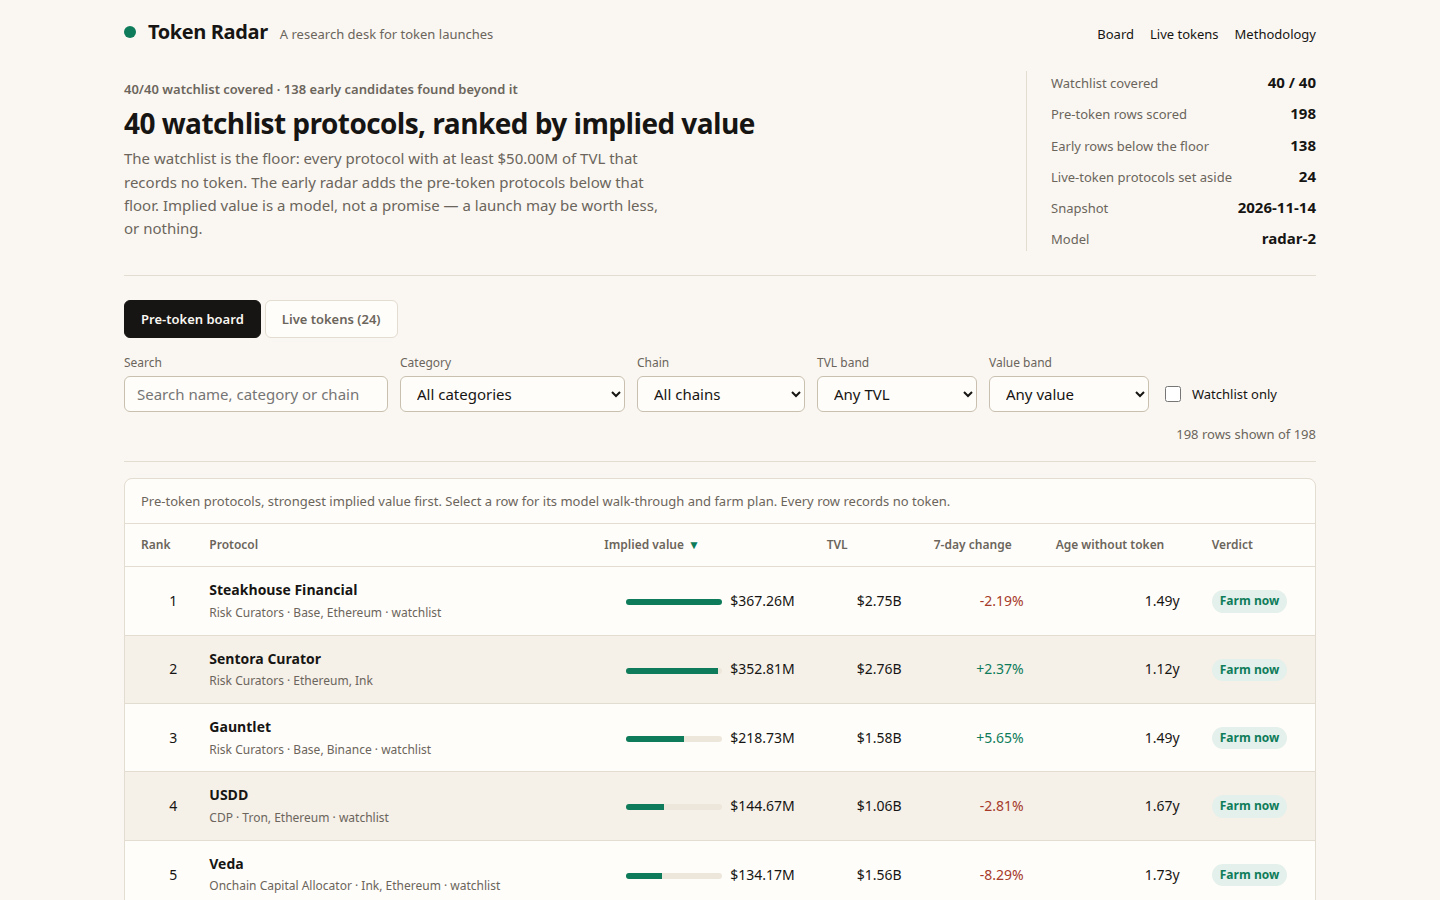 Token Radar A research desk for token launches Board Live tokens Methodology
40/40 watchlist covered · 138 early candidates found beyond it
40 watchlist protocols, ranked by implied value
The watchlist is the floor: every protocol with at least $50.00M of TVL that
records no token. The early radar adds the pre-token protocols below that
floor. Implied value is a model, not a promise — a launch may be worth less,
or nothing.
Watchlist covered 40 / 40
Pre-token rows scored 198
Early rows below the floor 138
Live-token protocols set aside 24
Snapshot 2026-11-14
Model radar-2
Pre-token board Live tokens (24)
Search Category Chain TVL band Value band
Search name, category or chain All categories All chains Any TVL Any value Watchlist only
198 rows shown of 198
Pre-token protocols, strongest implied value first. Select a row for its model walk-through and farm plan. Every row records no token.
Rank Protocol Implied value ▼ TVL 7-day change Age without token Verdict
1 Steakhouse Financial $367.26M $2.75B -2.19% 1.49y Farm now
Risk Curators · Base, Ethereum · watchlist
2 Sentora Curator $352.81M $2.76B +2.37% 1.12y Farm now
Risk Curators · Ethereum, Ink
3 Gauntlet $218.73M $1.58B +5.65% 1.49y Farm now
Risk Curators · Base, Binance · watchlist
4 USDD $144.67M $1.06B -2.81% 1.67y Farm now
CDP · Tron, Ethereum · watchlist
5 Veda $134.17M $1.56B -8.29% 1.73y Farm now
Onchain Capital Allocator · Ink, Ethereum · watchlist